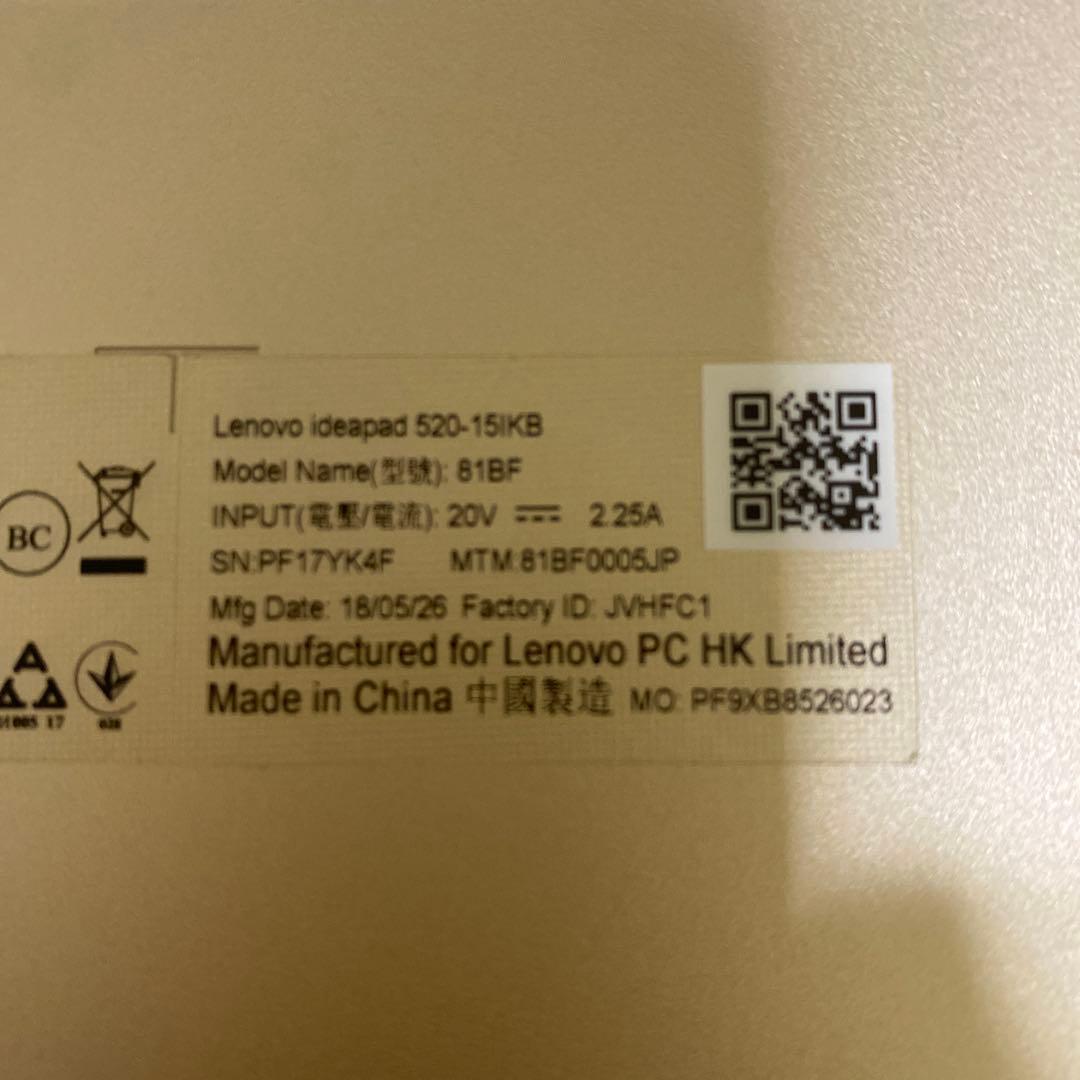 Lenovo ideapad 520-15IKB
Model Name(型號): 81BF
INPUT(電壓/電流): 20V ⎓ 2.25A
SN:PF17YK4F MTM:81BF0005JP
Mfg Date: 18/05/26 Factory ID: JVHFC1
Manufactured for Lenovo PC HK Limited
Made in China 中國製造 MO: PF9XB8526023
BC